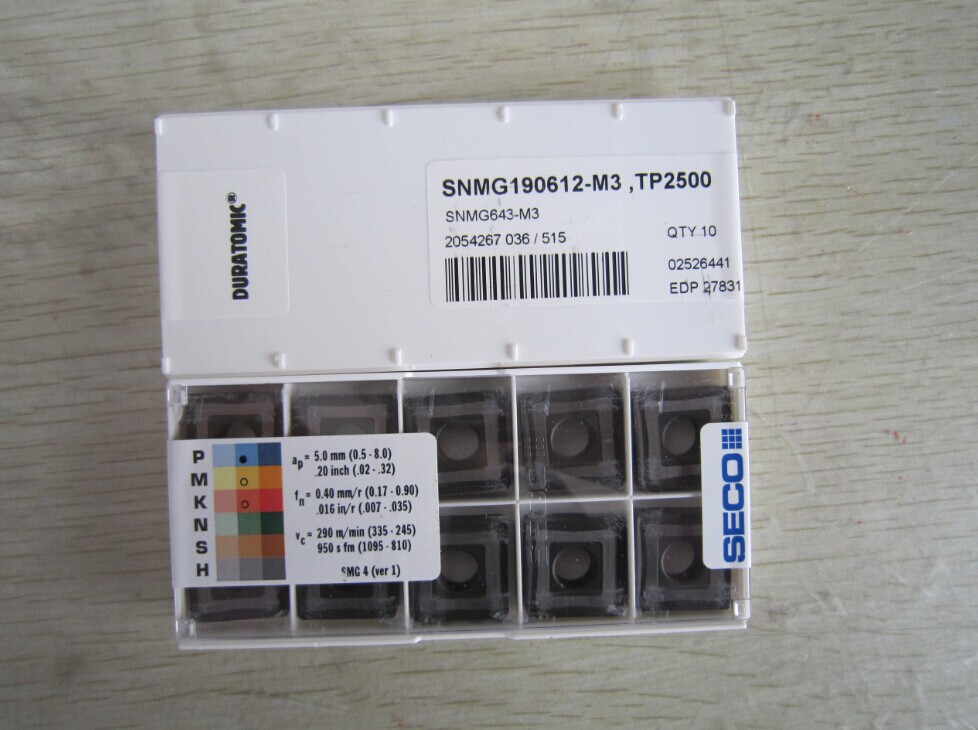 DURATOMIC®
SNMG190612-M3 ,TP2500
SNMG643-M3
2054267 036 / 515
QTY 10
02526441
EDP 27831
P
M
K
N
S
H
ap= 5.0 mm (0.5 - 8.0)
.20 inch (.02 - .32)
fn= 0.40 mm/r (0.17 - 0.90)
.016 in/r (.007 - .035)
vc= 290 m/min (335 - 245)
950 s fm (1095 - 810)
SMG 4 (ver 1)
SECO